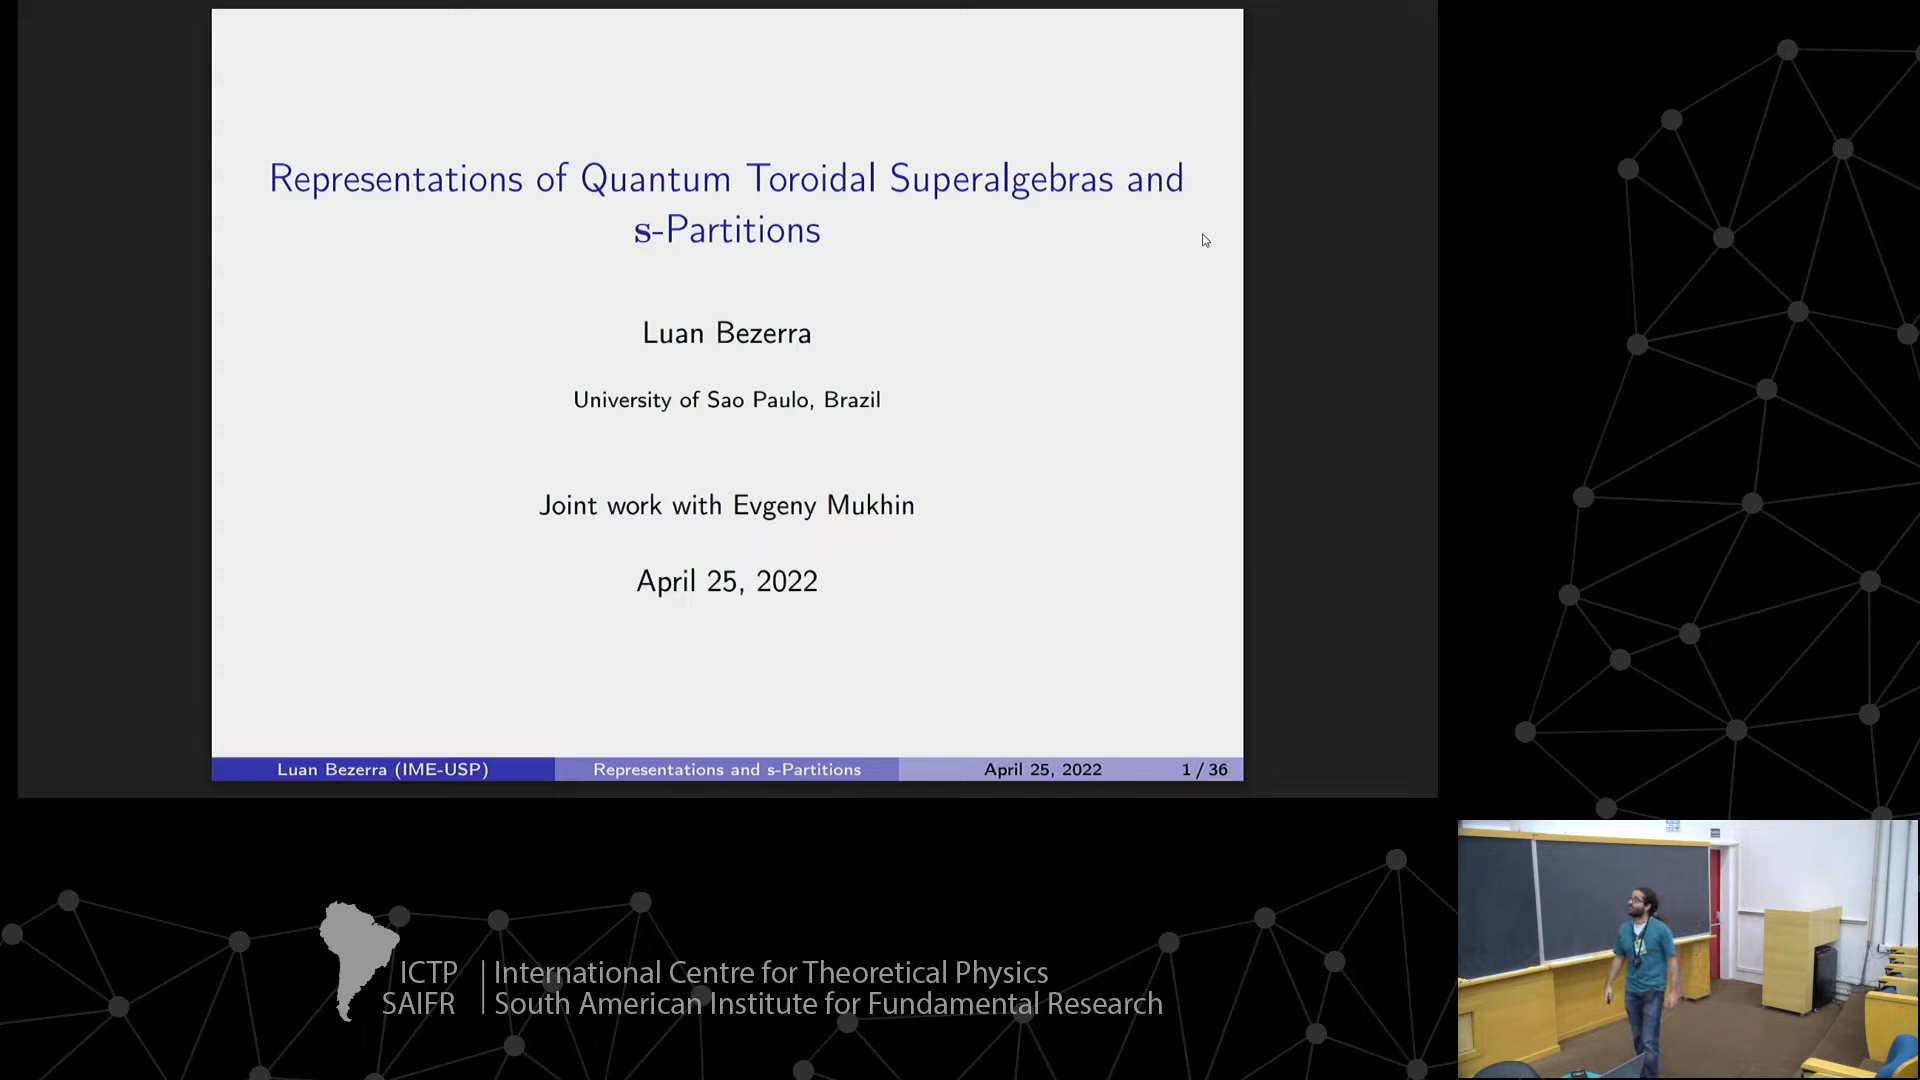 Representations of Quantum Toroidal Superalgebras and
s-Partitions
Luan Bezerra
University of Sao Paulo, Brazil
Joint work with Evgeny Mukhin
April 25, 2022
Luan Bezerra (IME-USP) Representations and s-Partitions April 25, 2022 1 / 36
ICTP International Centre for Theoretical Physics
SAIFR South American Institute for Fundamental Research